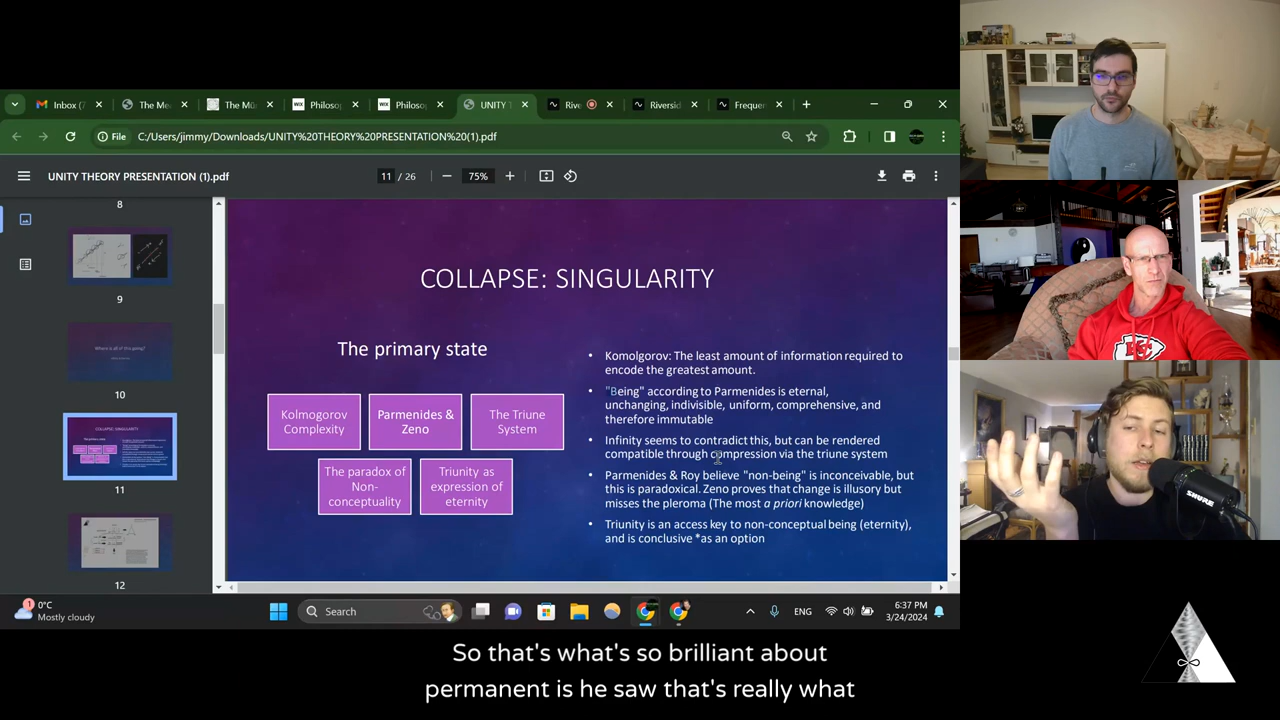 Inbox (7
The Me
The Mü
Philoso
Philoso
UNITY T
Rive
Riversid
Frequen
File
C:/Users/jimmy/Downloads/UNITY%20THEORY%20PRESENTATION%20(1).pdf
UNITY THEORY PRESENTATION (1).pdf
11 / 26
75%
8
9
10
11
12
COLLAPSE: SINGULARITY
The primary state
Kolmogorov
Complexity
Parmenides &
Zeno
The Triune
System
The paradox of
Non-
conceptuality
Triunity as
expression of
eternity
• Komolgorov: The least amount of information required to
encode the greatest amount.
• "Being" according to Parmenides is eternal,
unchanging, indivisible, uniform, comprehensive, and
therefore immutable
• Infinity seems to contradict this, but can be rendered
compatible through compression via the triune system
• Parmenides & Roy believe "non-being" is inconceivable, but
this is paradoxical. Zeno proves that change is illusory but
misses the pleroma (The most a priori knowledge)
• Triunity is an access key to non-conceptual being (eternity),
and is conclusive *as an option
SHURE
KC
1
0°C
Mostly cloudy
Search
ENG
6:37 PM
3/24/2024
So that's what's so brilliant about
permanent is he saw that's really what